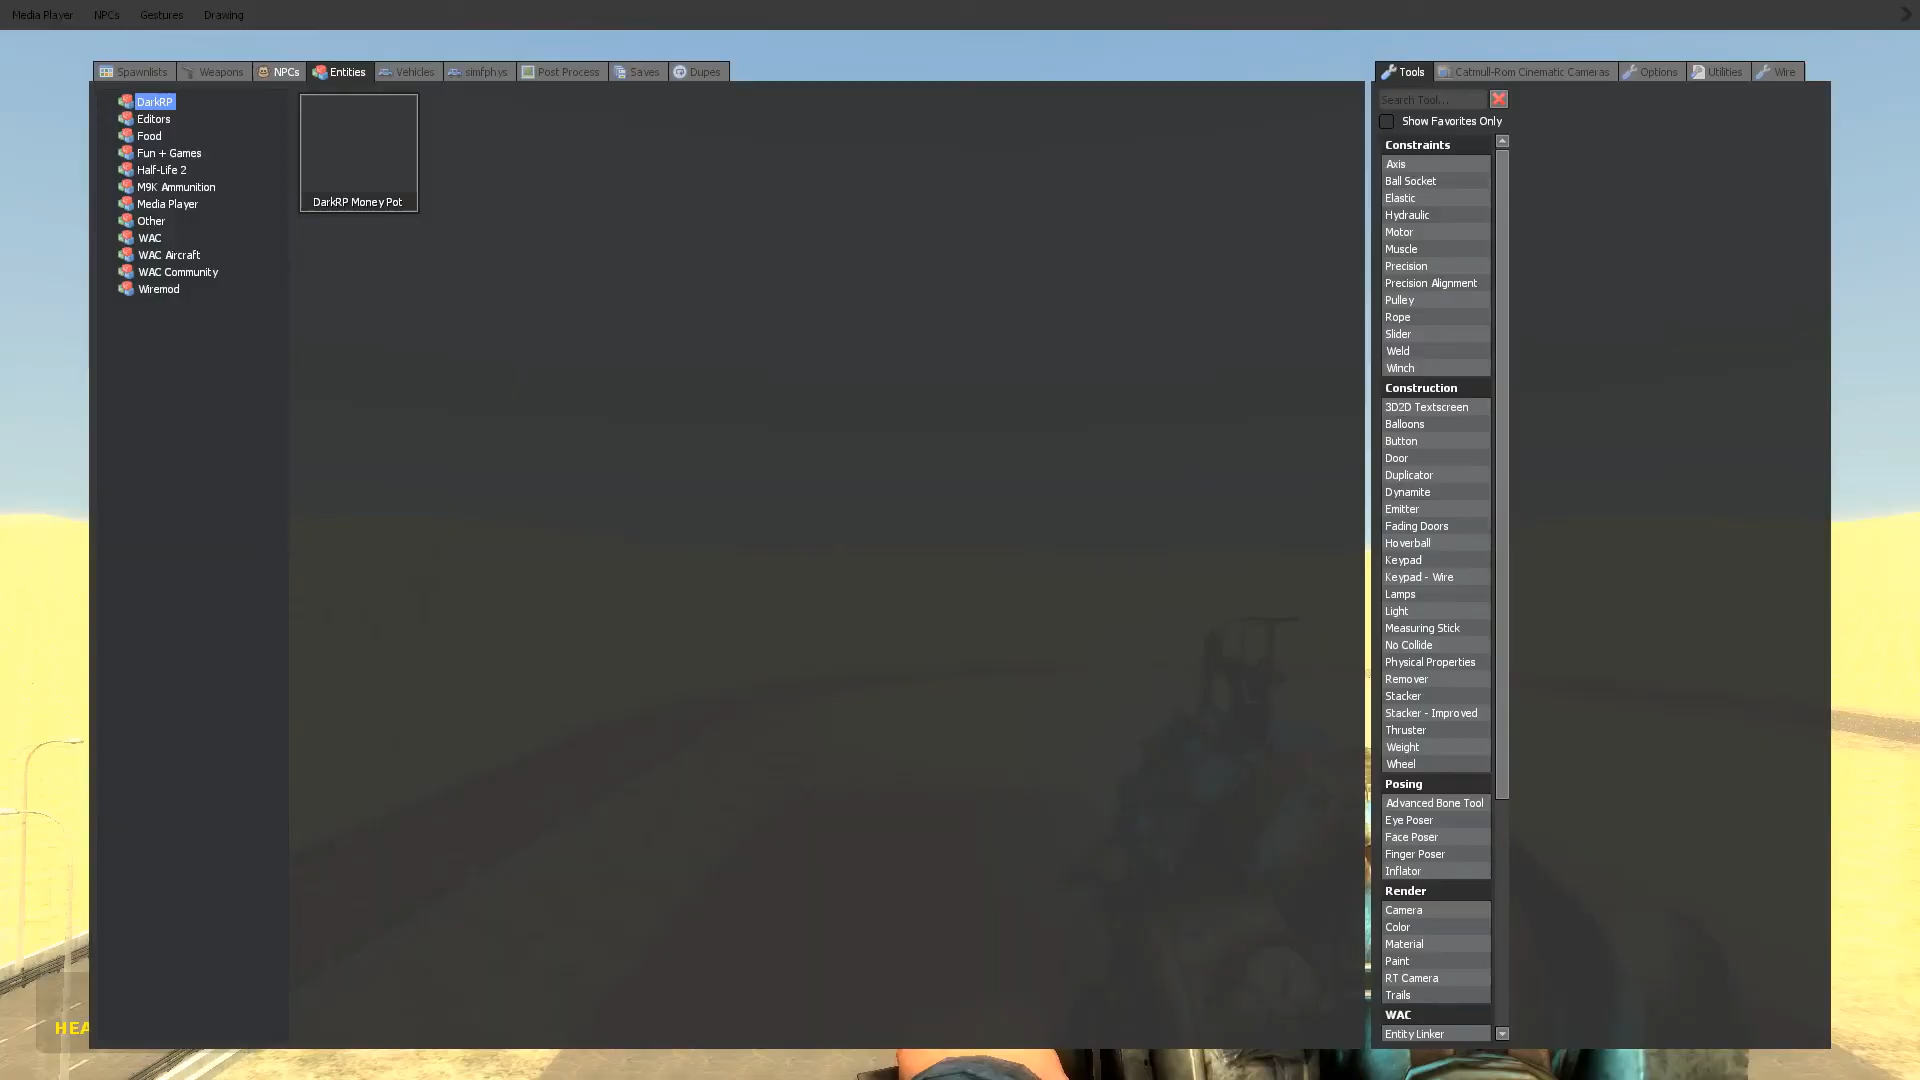 Media Player NPCs Gestures Drawing
Spawnlists Weapons NPCs Entities Vehicles simfphys Post Process Saves Dupes
DarkRP
Editors
Food
Fun + Games
Half-Life 2
M9K Ammunition
Media Player
Other
WAC
WAC Aircraft
WAC Community
Wiremod
DarkRP Money Pot
Tools Catmull-Rom Cinematic Cameras Options Utilities Wire
Search Tool...
Show Favorites Only
Constraints
Axis
Ball Socket
Elastic
Hydraulic
Motor
Muscle
Precision
Precision Alignment
Pulley
Rope
Slider
Weld
Winch
Construction
3D2D Textscreen
Balloons
Button
Door
Duplicator
Dynamite
Emitter
Fading Doors
Hoverball
Keypad
Keypad - Wire
Lamps
Light
Measuring Stick
No Collide
Physical Properties
Remover
Stacker
Stacker - Improved
Thruster
Weight
Wheel
Posing
Advanced Bone Tool
Eye Poser
Face Poser
Finger Poser
Inflator
Render
Camera
Color
Material
Paint
RT Camera
Trails
WAC
Entity Linker
HEA